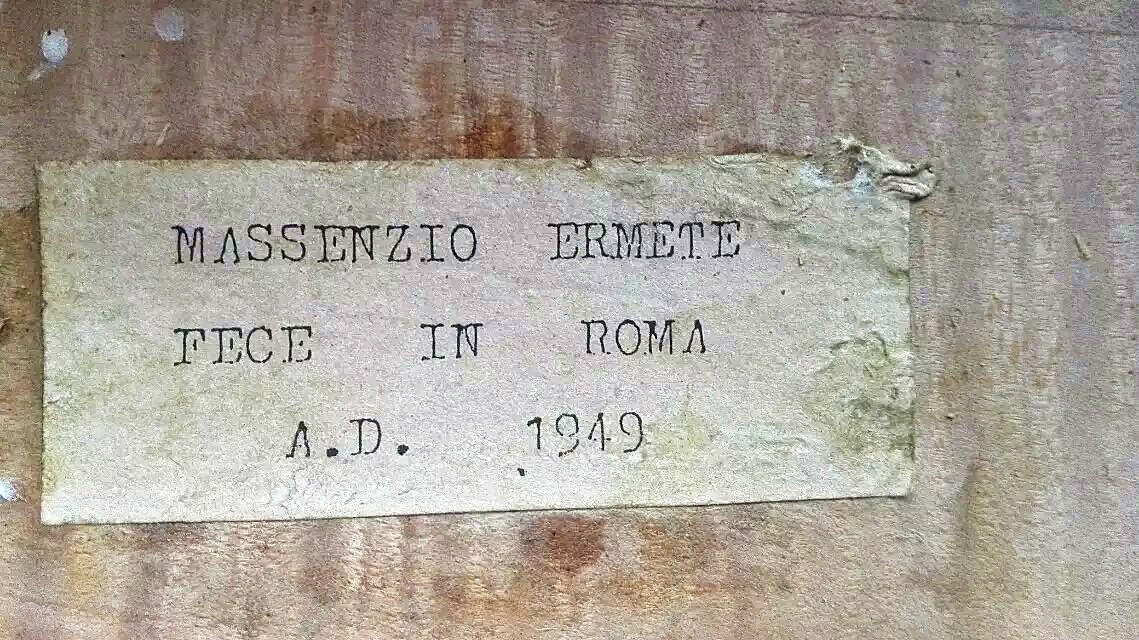 MASSENZIO ERMETE
FECE IN ROMA
A.D. 1949